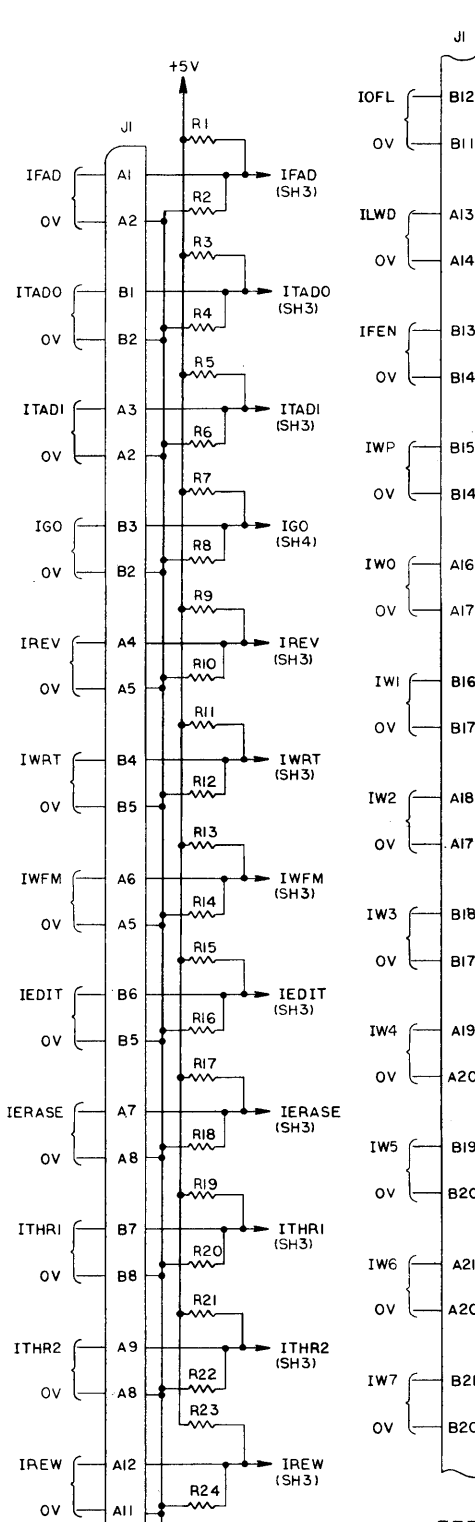 +5V
J1
R1
IFAD A1 IFAD
(SH3)
R2
0V A2
R3
ITAD0 B1 ITAD0
(SH3)
R4
0V B2
R5
ITAD1 A3 ITAD1
(SH3)
R6
0V A2
R7
IGO B3 IGO
(SH4)
R8
0V B2
R9
IREV A4 IREV
(SH3)
R10
0V A5
R11
IWRT B4 IWRT
(SH3)
R12
0V B5
R13
IWFM A6 IWFM
(SH3)
R14
0V A5
R15
IEDIT B6 IEDIT
(SH3)
R16
0V B5
R17
IERASE A7 IERASE
(SH3)
R18
0V A8
R19
ITHR1 B7 ITHR1
(SH3)
R20
0V B8
R21
ITHR2 A9 ITHR2
(SH3)
R22
0V A8
R23
IREW A12 IREW
(SH3)
R24
0V A11
J1
IOFL B12
0V B11
ILWD A13
0V A14
IFEN B13
0V B14
IWP B15
0V B14
IW0 A16
0V A17
IW1 B16
0V B17
IW2 A18
0V A17
IW3 B18
0V B17
IW4 A19
0V A20
IW5 B19
0V B20
IW6 A21
0V A20
IW7 B21
0V B20